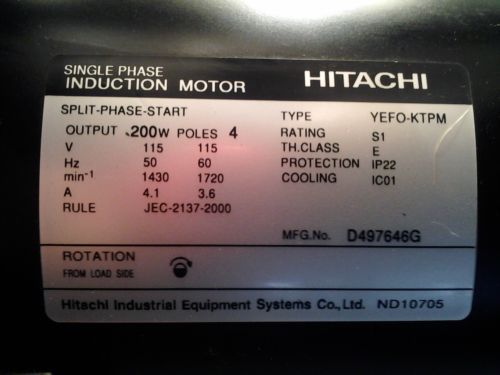 SINGLE PHASE
INDUCTION MOTOR HITACHI
SPLIT-PHASE-START TYPE YEFO-KTPM
OUTPUT 200W POLES 4 RATING S1
V 115 115 TH.CLASS E
Hz 50 60 PROTECTION IP22
min-1 1430 1720 COOLING IC01
A 4.1 3.6
RULE JEC-2137-2000
MFG.No. D497646G
ROTATION
FROM LOAD SIDE
Hitachi Industrial Equipment Systems Co.,Ltd. ND10705